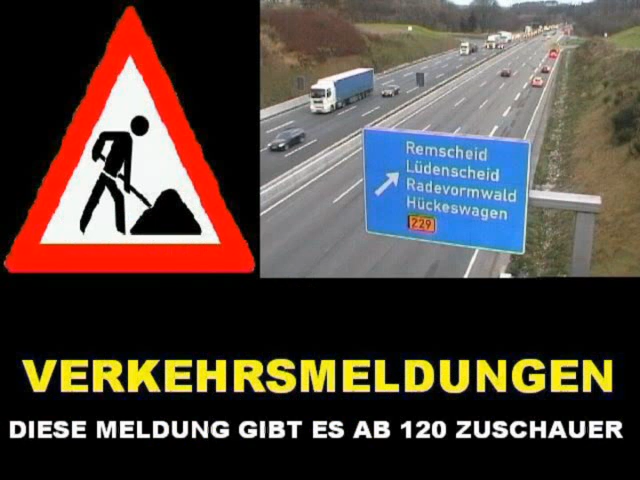 Remscheid
Lüdenscheid
Radevormwald
Hückeswagen
229
VERKEHRSMELDUNGEN
DIESE MELDUNG GIBT ES AB 120 ZUSCHAUER